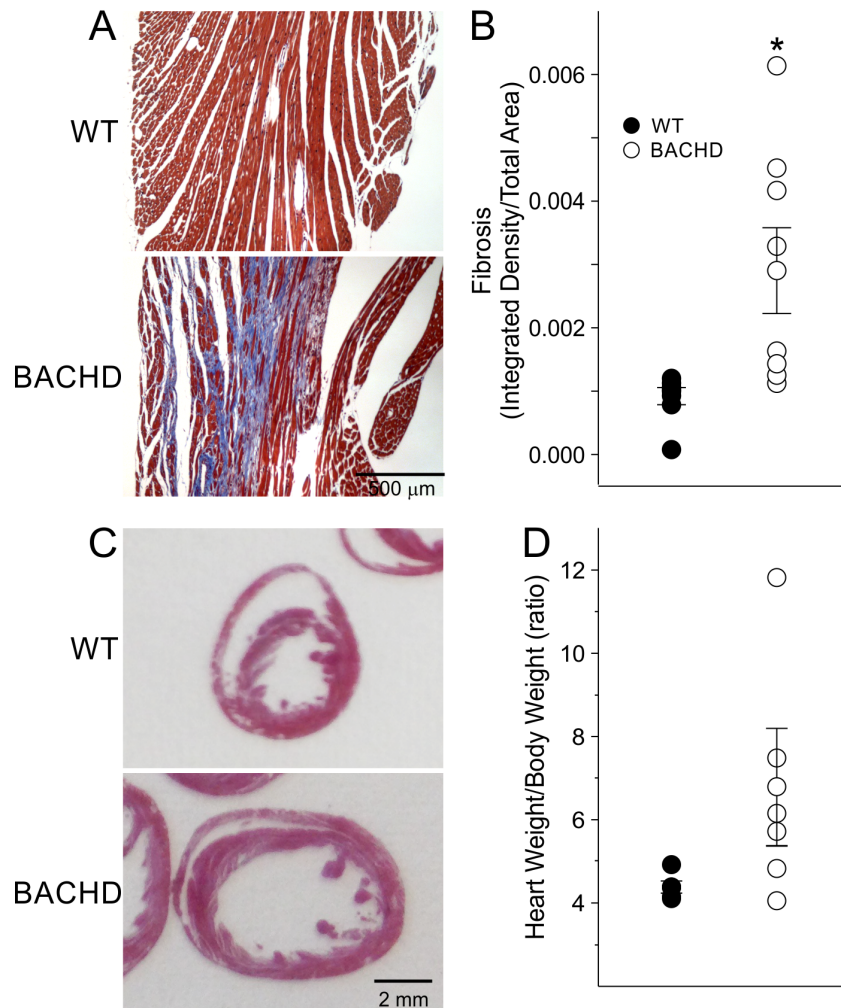 A
WT
BACHD
500 μm
B
*
Fibrosis
(Integrated Density/Total Area)
0.006
0.004
0.002
0.000
WT
BACHD
C
WT
BACHD
2 mm
D
Heart Weight/Body Weight (ratio)
12
10
8
6
4